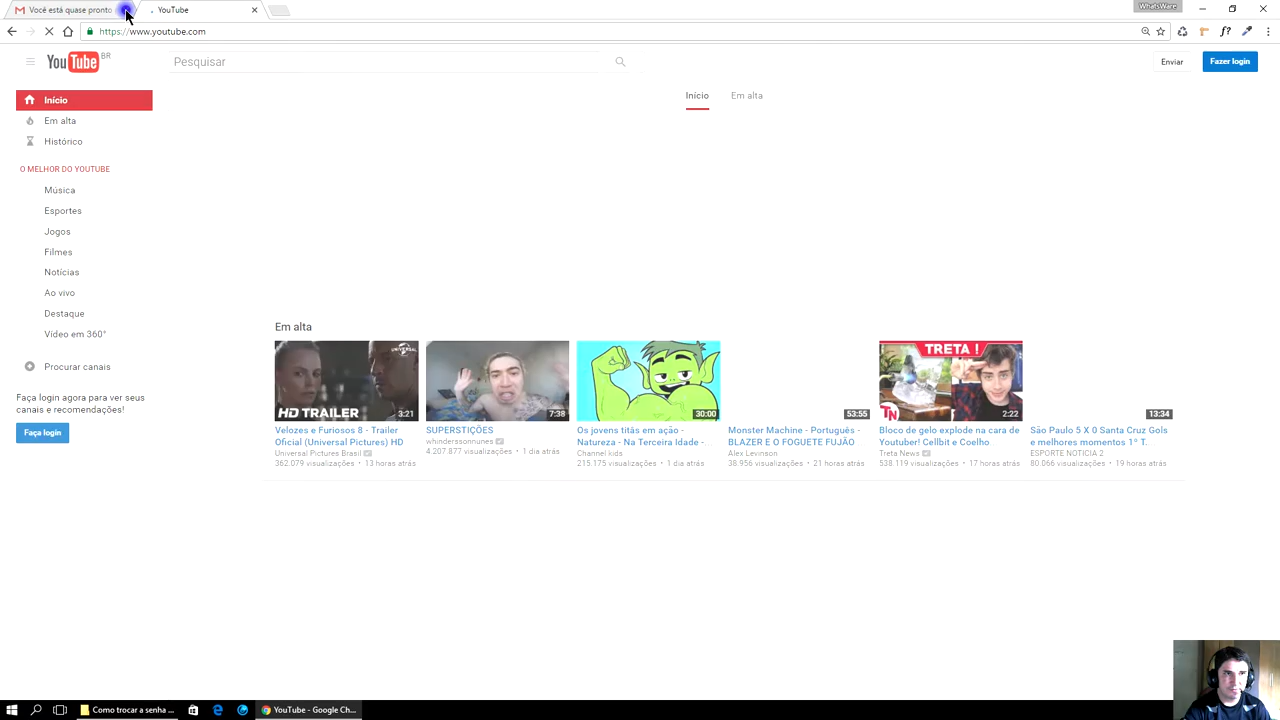 Você está quase pronto
YouTube
WhatsWare
https://www.youtube.com
YouTube BR
Pesquisar
Enviar
Fazer login
Início
Em alta
Histórico
O MELHOR DO YOUTUBE
Música
Esportes
Jogos
Filmes
Notícias
Ao vivo
Destaque
Vídeo em 360°
Procurar canais
Faça login agora para ver seus
canais e recomendações!
Faça login
Início
Em alta
Em alta
UNIVERSAL
HD TRAILER
3:21
Velozes e Furiosos 8 - Trailer
Oficial (Universal Pictures) HD
Universal Pictures Brasil
362.079 visualizações • 13 horas atrás
7:38
SUPERSTIÇÕES
whinderssonnunes
4.207.877 visualizações • 1 dia atrás
30:00
Os jovens titãs em ação -
Natureza - Na Terceira Idade -
Channel kids
215.175 visualizações • 1 dia atrás
53:55
Monster Machine - Português -
BLAZER E O FOGUETE FUJÃO
Alex Levinson
38.956 visualizações • 21 horas atrás
TRETA !
TN
2:22
Bloco de gelo explode na cara de
Youtuber! Cellbit e Coelho
Treta News
538.119 visualizações • 17 horas atrás
13:34
São Paulo 5 X 0 Santa Cruz Gols
e melhores momentos 1º T.
ESPORTE NOTICIA 2
80.066 visualizações • 19 horas atrás
Como trocar a senha ...
YouTube - Google Ch...